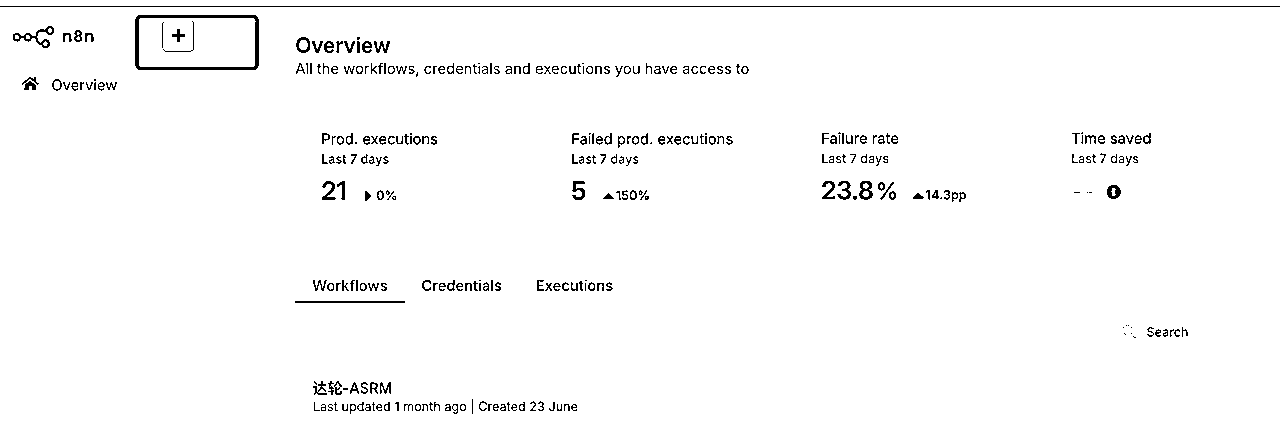 n8n
+
Overview
Overview
All the workflows, credentials and executions you have access to
Prod. executions
Last 7 days
21 0%
Failed prod. executions
Last 7 days
5 150%
Failure rate
Last 7 days
23.8% 14.3pp
Time saved
Last 7 days
--
Workflows Credentials Executions
Search
达轮-ASRM
Last updated 1 month ago | Created 23 June